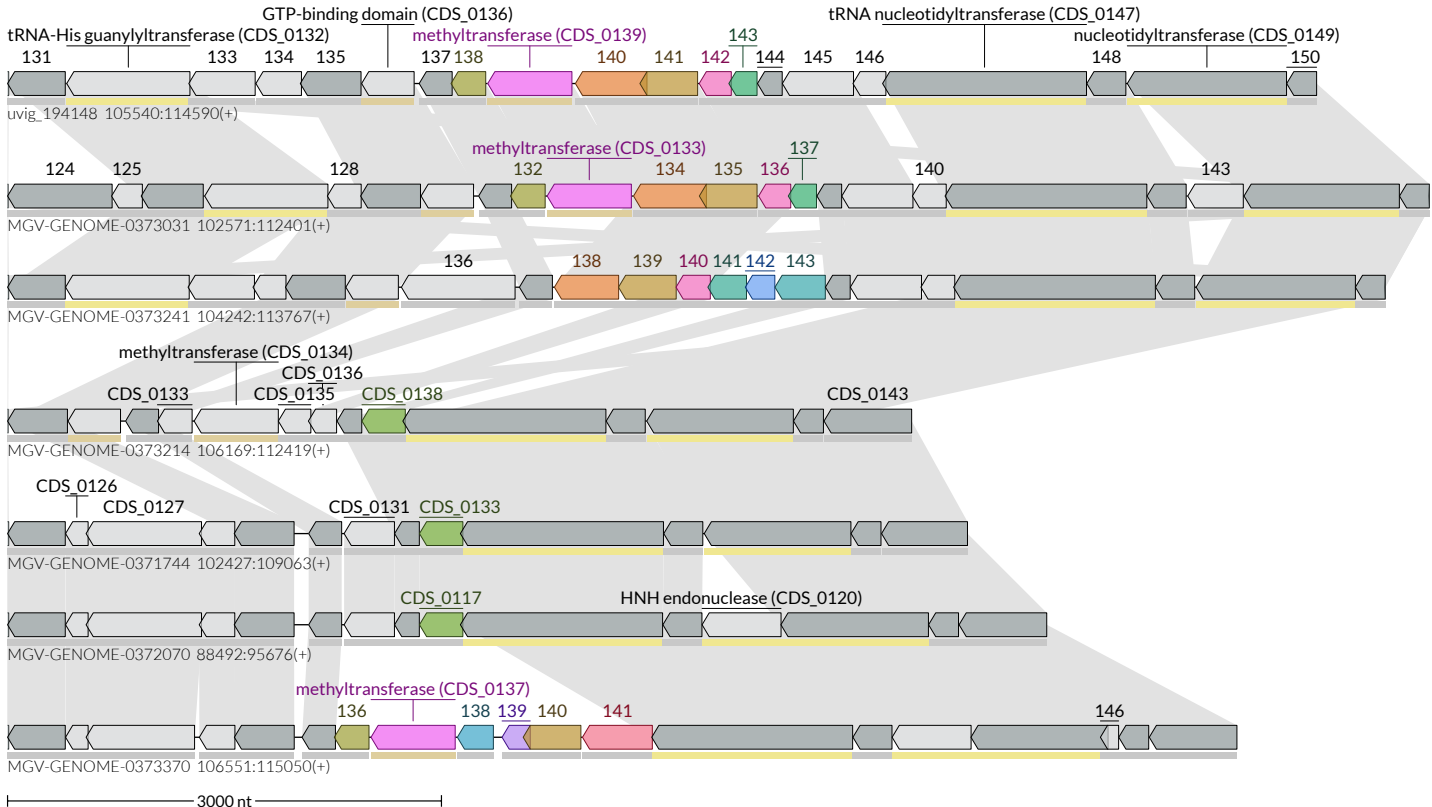 GTP-binding domain (CDS_0136) tRNA nucleotidyltransferase (CDS_0147)
tRNA-His guanylyltransferase (CDS_0132) methyltransferase (CDS_0139) nucleotidyltransferase (CDS_0149)
131 133 134 135 137 138 140 141 142 143 144 145 146 148 150
uvig_194148 105540:114590(+)
methyltransferase (CDS_0133)
124 125 128 132 134 135 136 137 140 143
MGV-GENOME-0373031 102571:112401(+)
136 138 139 140 141 142 143
MGV-GENOME-0373241 104242:113767(+)
methyltransferase (CDS_0134)
CDS_0136
CDS_0133 CDS_0135 CDS_0138 CDS_0143
MGV-GENOME-0373214 106169:112419(+)
CDS_0126
CDS_0127 CDS_0131 CDS_0133
MGV-GENOME-0371744 102427:109063(+)
CDS_0117 HNH endonuclease (CDS_0120)
MGV-GENOME-0372070 88492:95676(+)
methyltransferase (CDS_0137)
136 138 139 140 141 146
MGV-GENOME-0373370 106551:115050(+)
3000 nt